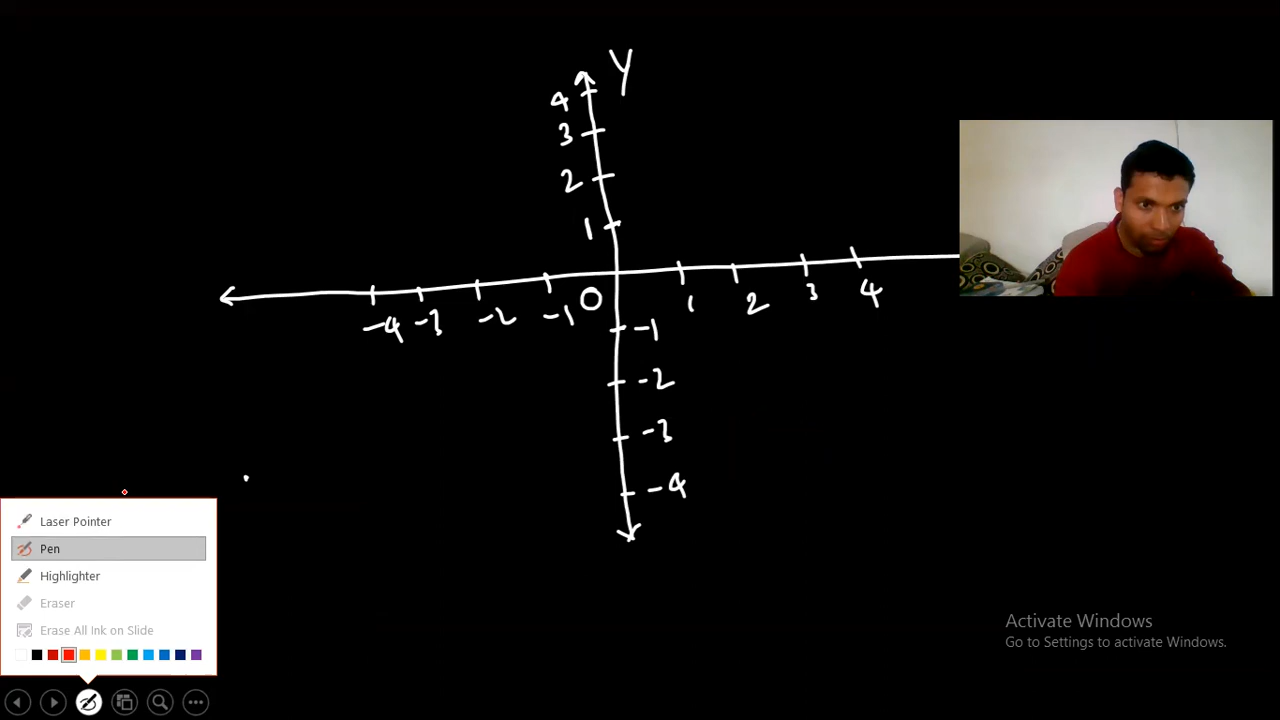 Y
4
3
2
1
-4 -3 -2 -1 0 1 2 3 4
-1
-2
-3
-4
Laser Pointer
Pen
Highlighter
Eraser
Erase All Ink on Slide
Activate Windows
Go to Settings to activate Windows.